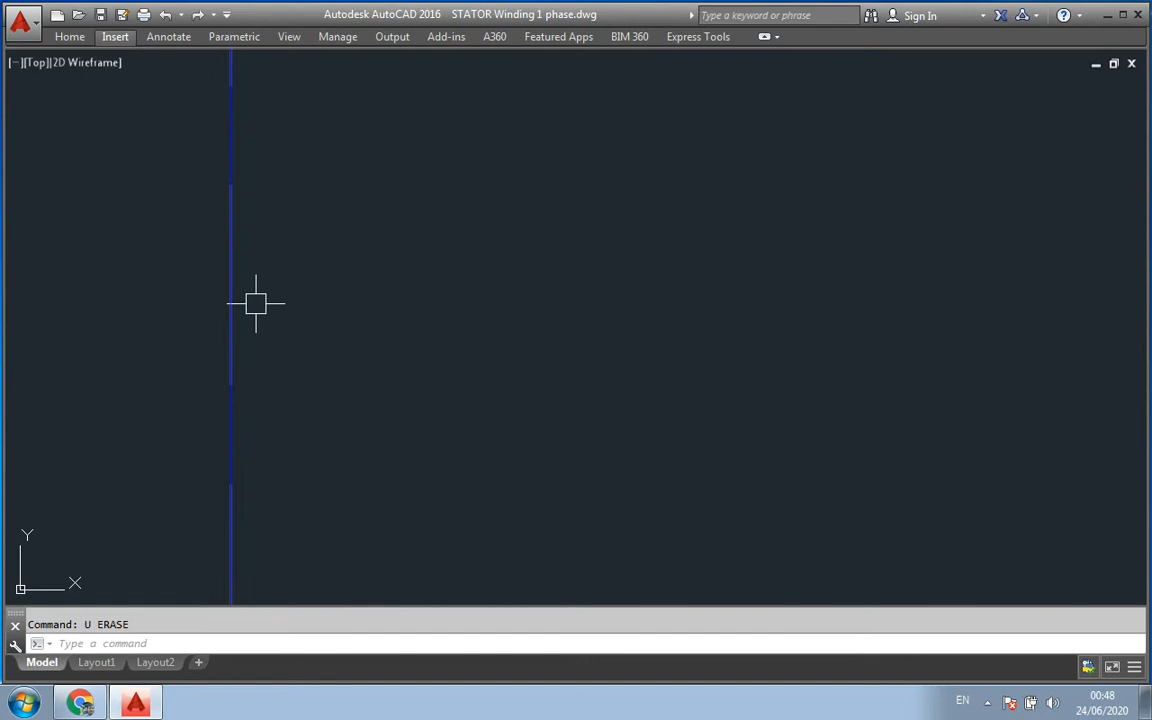 Autodesk AutoCAD 2016 STATOR Winding 1 phase.dwg
Type a keyword or phrase
Sign In
Home Insert Annotate Parametric View Manage Output Add-ins A360 Featured Apps BIM 360 Express Tools
[−][Top][2D Wireframe]
Y
X
Command: U ERASE
Type a command
Model Layout1 Layout2 +
EN
00:48
24/06/2020